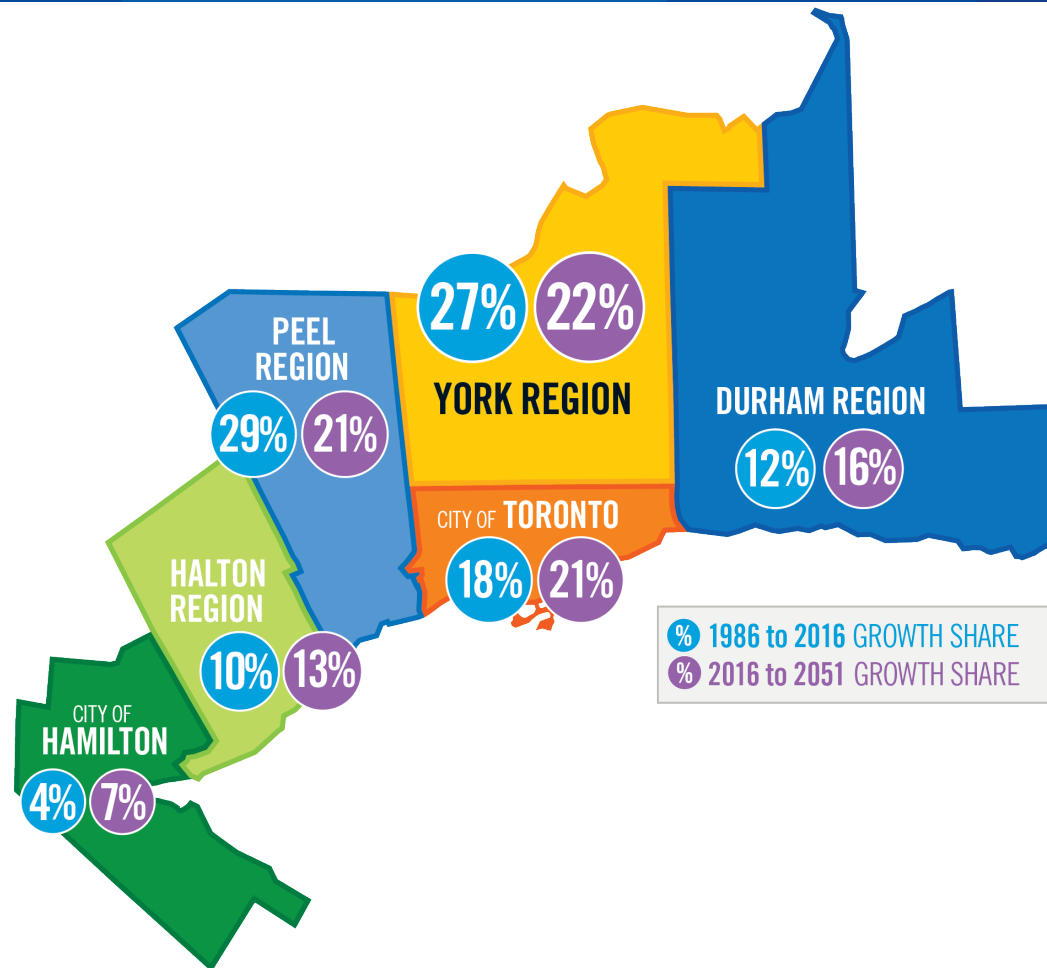 27% 22%
YORK REGION
PEEL
REGION
29% 21%
DURHAM REGION
12% 16%
CITY OF TORONTO
18% 21%
HALTON
REGION
10% 13%
CITY OF
HAMILTON
4% 7%
% 1986 to 2016 GROWTH SHARE
% 2016 to 2051 GROWTH SHARE